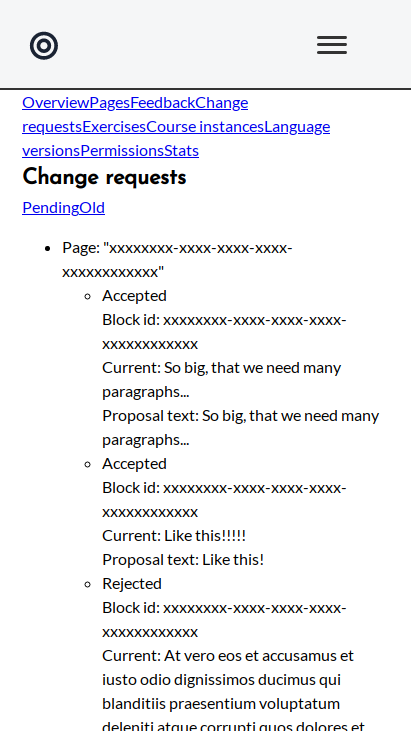 OverviewPagesFeedbackChange
requestsExercisesCourse instancesLanguage
versionsPermissionsStats
Change requests
PendingOld
Page: "xxxxxxxx-xxxx-xxxx-xxxx-
xxxxxxxxxxxx"
Accepted
Block id: xxxxxxxx-xxxx-xxxx-xxxx-
xxxxxxxxxxxx
Current: So big, that we need many
paragraphs...
Proposal text: So big, that we need many
paragraphs...
Accepted
Block id: xxxxxxxx-xxxx-xxxx-xxxx-
xxxxxxxxxxxx
Current: Like this!!!!!
Proposal text: Like this!
Rejected
Block id: xxxxxxxx-xxxx-xxxx-xxxx-
xxxxxxxxxxxx
Current: At vero eos et accusamus et
iusto odio dignissimos ducimus qui
blanditiis praesentium voluptatum
deleniti atque corrupti quos dolores et